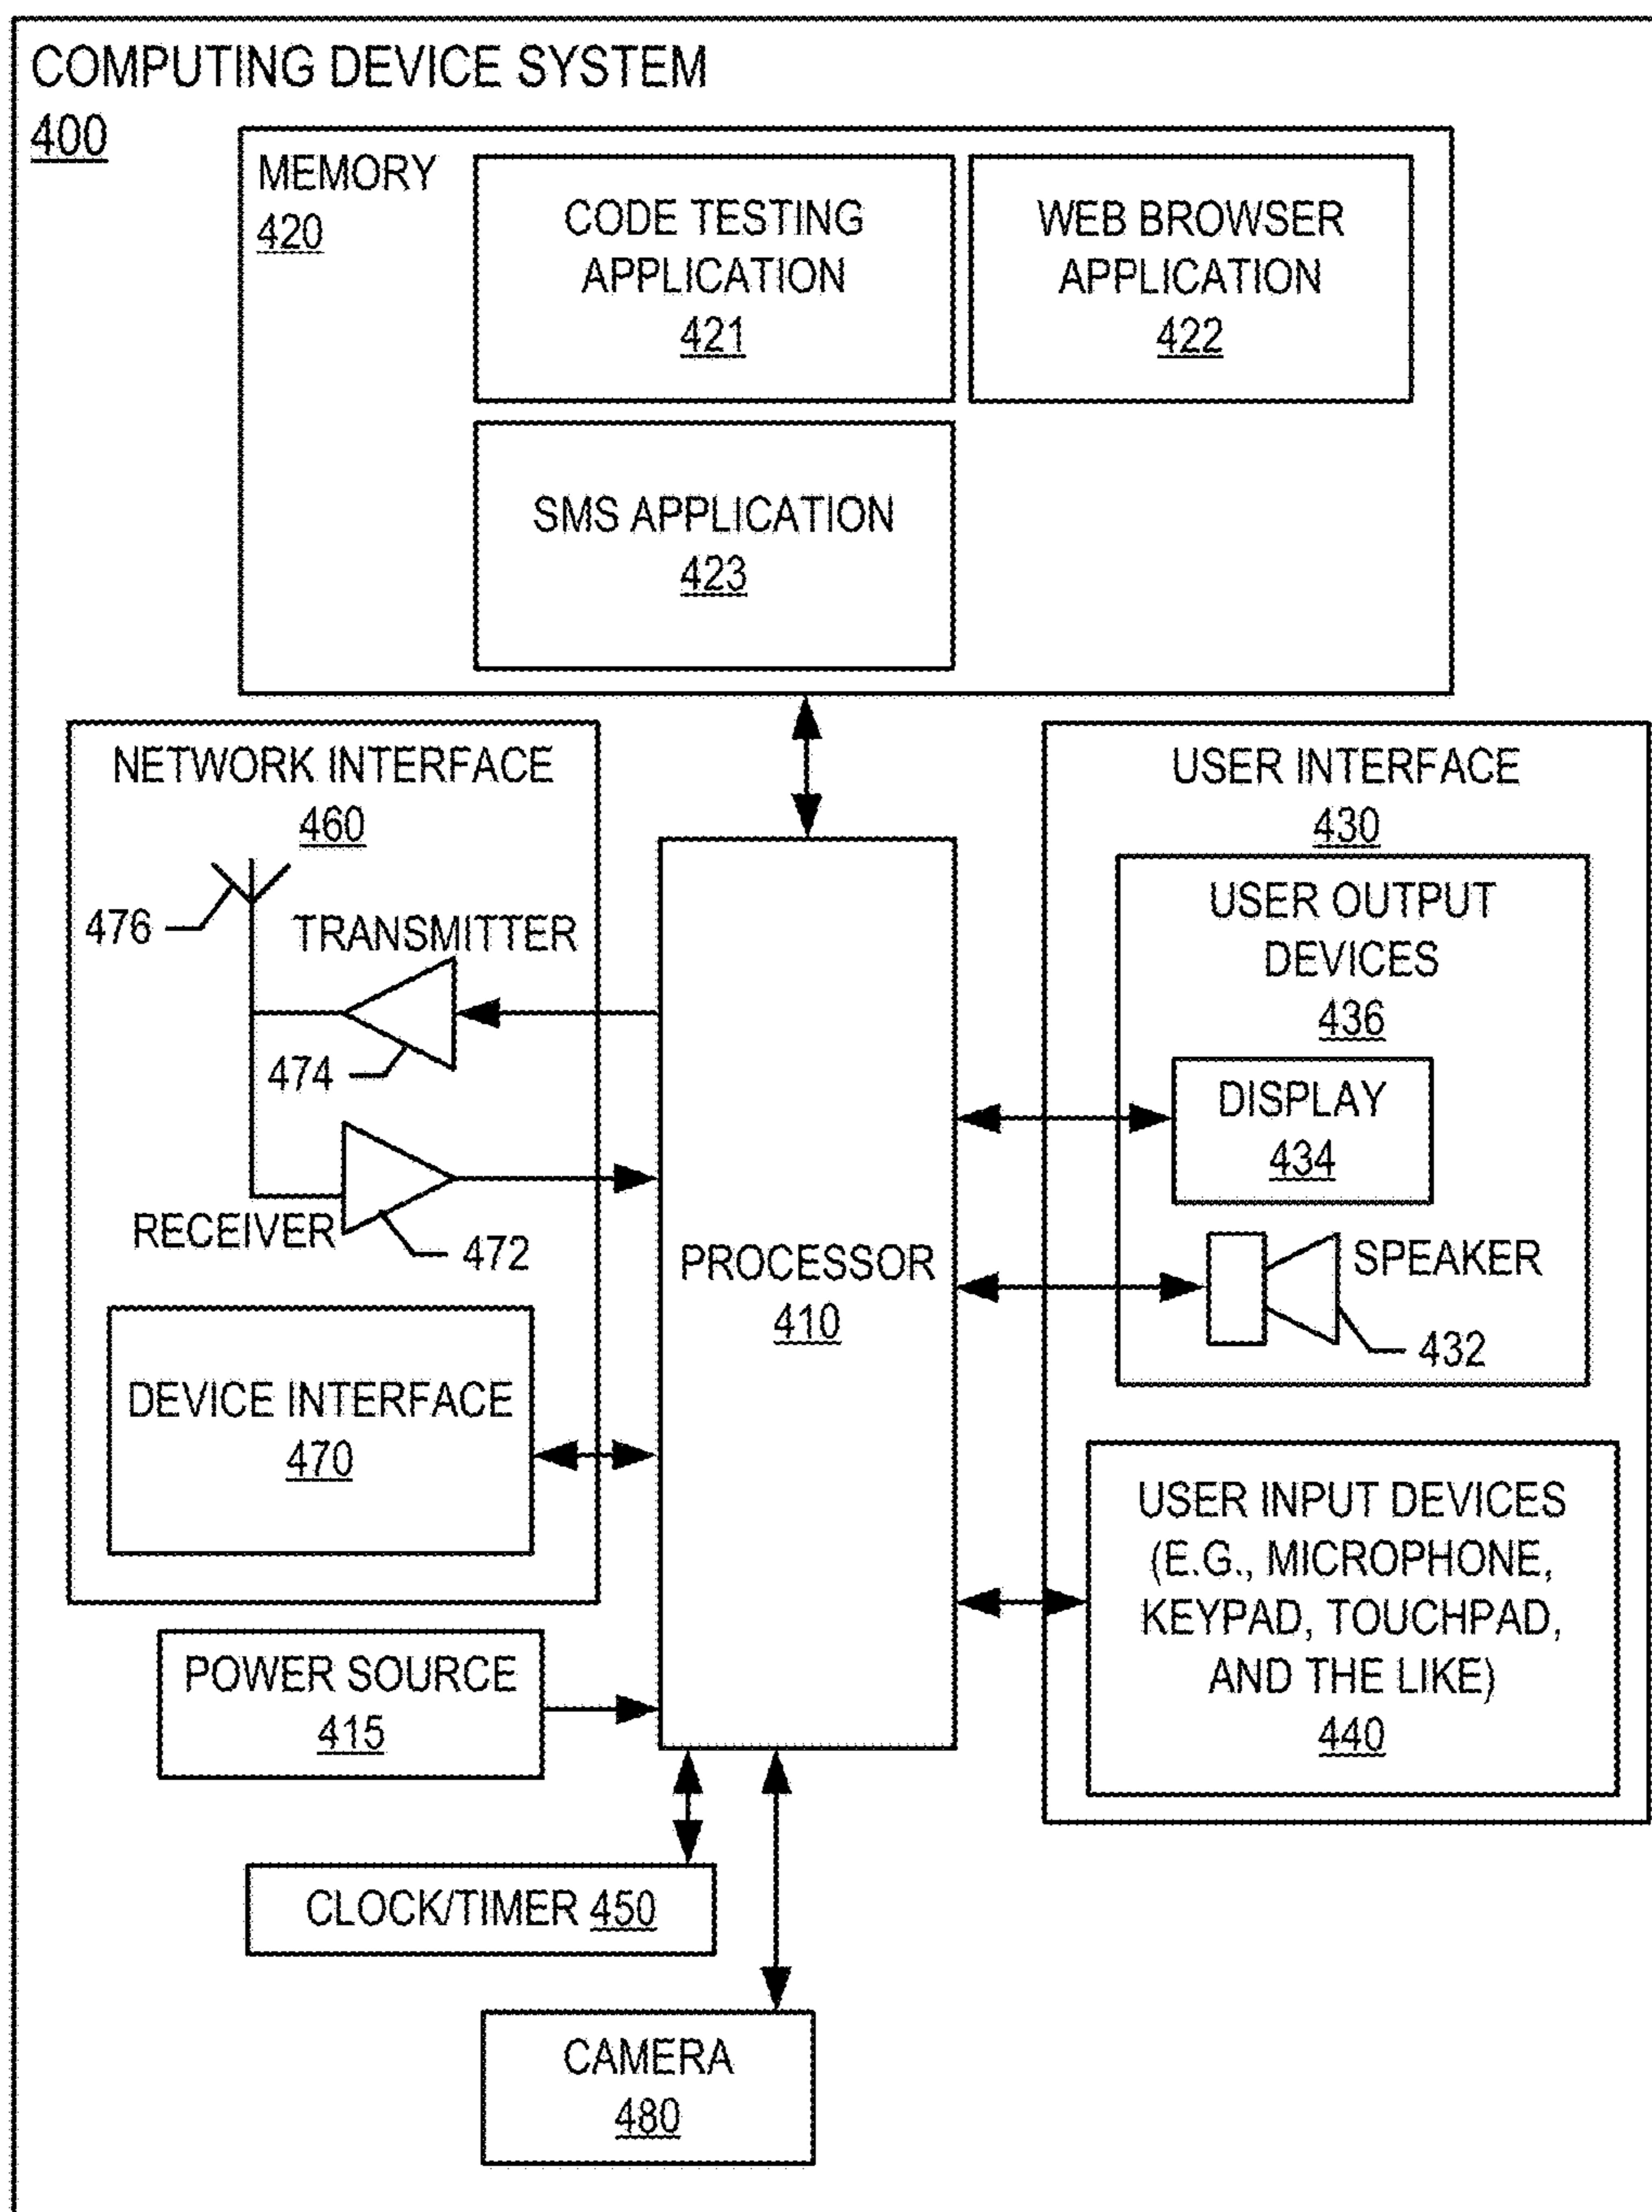 COMPUTING DEVICE SYSTEM
400
MEMORY
420
CODE TESTING
APPLICATION
421
WEB BROWSER
APPLICATION
422
SMS APPLICATION
423
NETWORK INTERFACE
460
476
TRANSMITTER
474
RECEIVER
472
DEVICE INTERFACE
470
PROCESSOR
410
USER INTERFACE
430
USER OUTPUT
DEVICES
436
DISPLAY
434
SPEAKER
432
USER INPUT DEVICES
(E.G., MICROPHONE,
KEYPAD, TOUCHPAD,
AND THE LIKE)
440
POWER SOURCE
415
CLOCK/TIMER 450
CAMERA
480